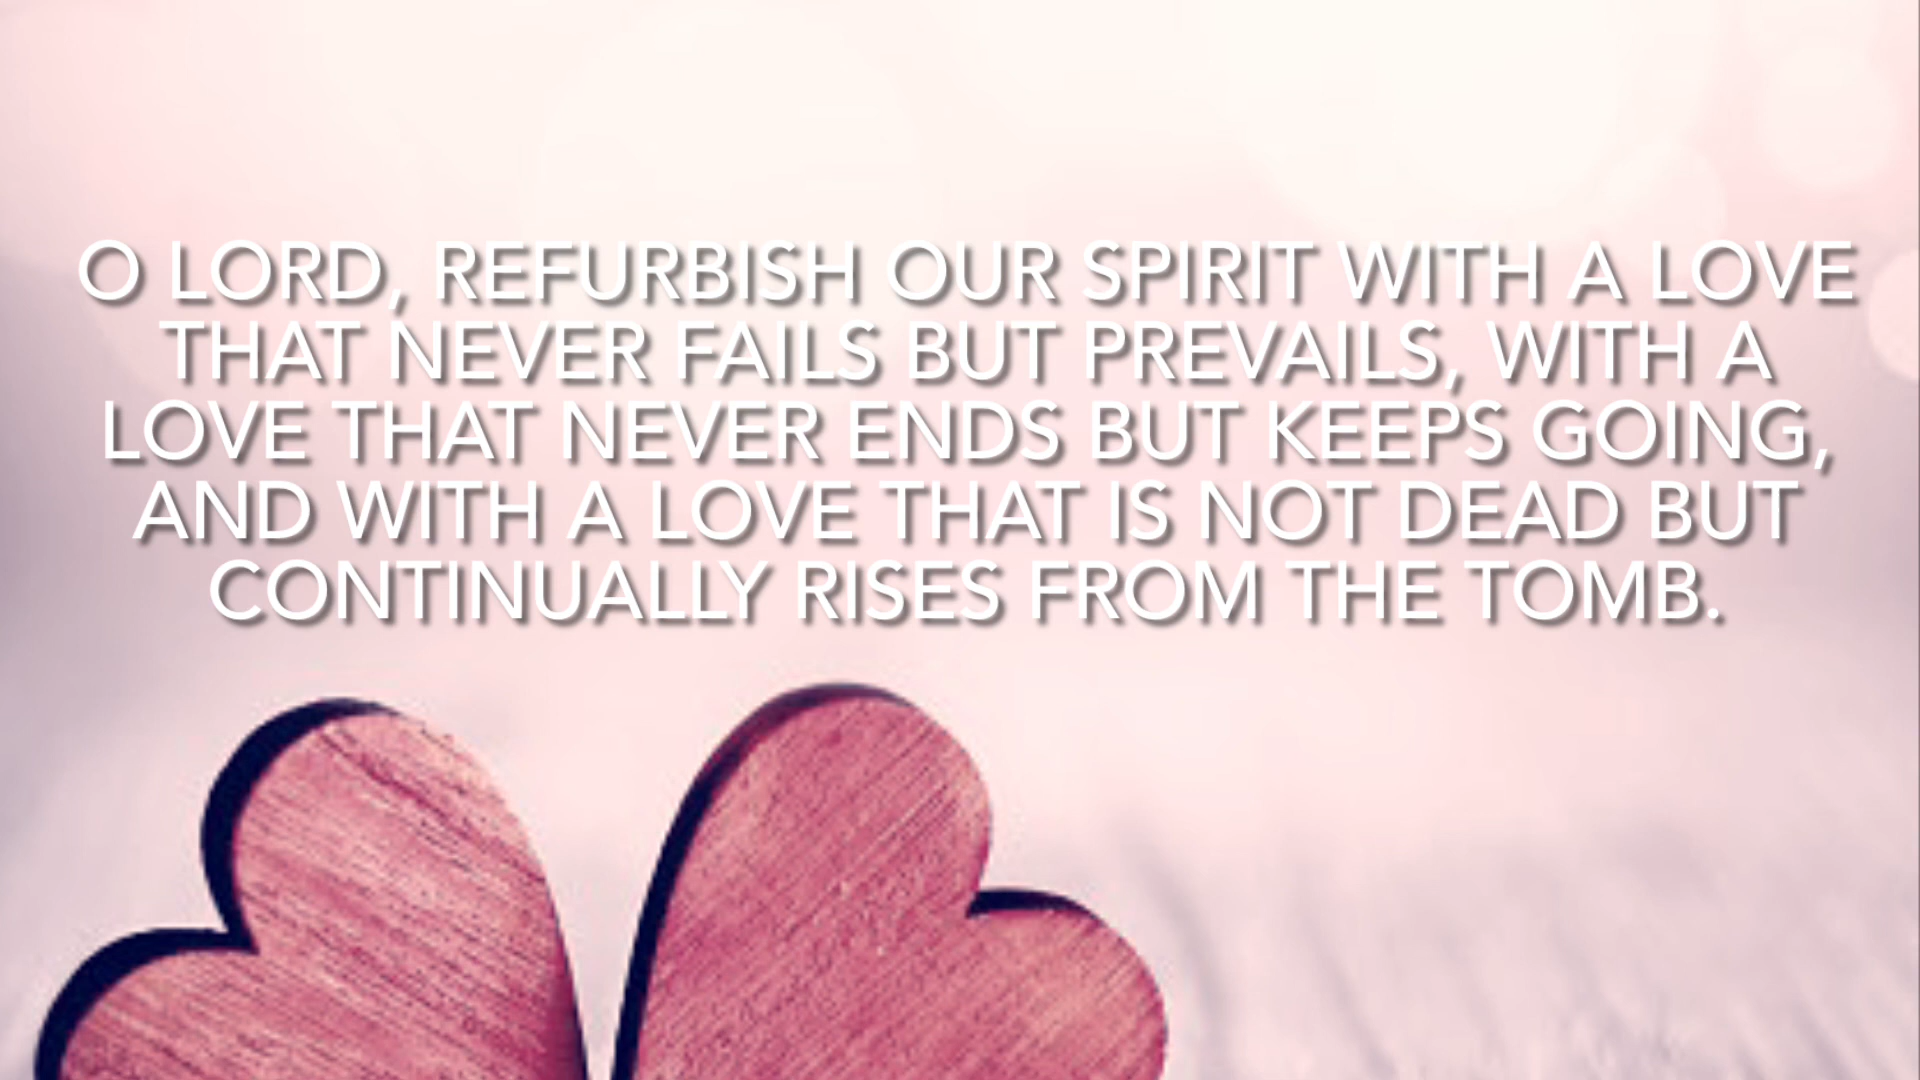 O LORD, REFURBISH OUR SPIRIT WITH A LOVE
THAT NEVER FAILS BUT PREVAILS, WITH A
LOVE THAT NEVER ENDS BUT KEEPS GOING,
AND WITH A LOVE THAT IS NOT DEAD BUT
CONTINUALLY RISES FROM THE TOMB.